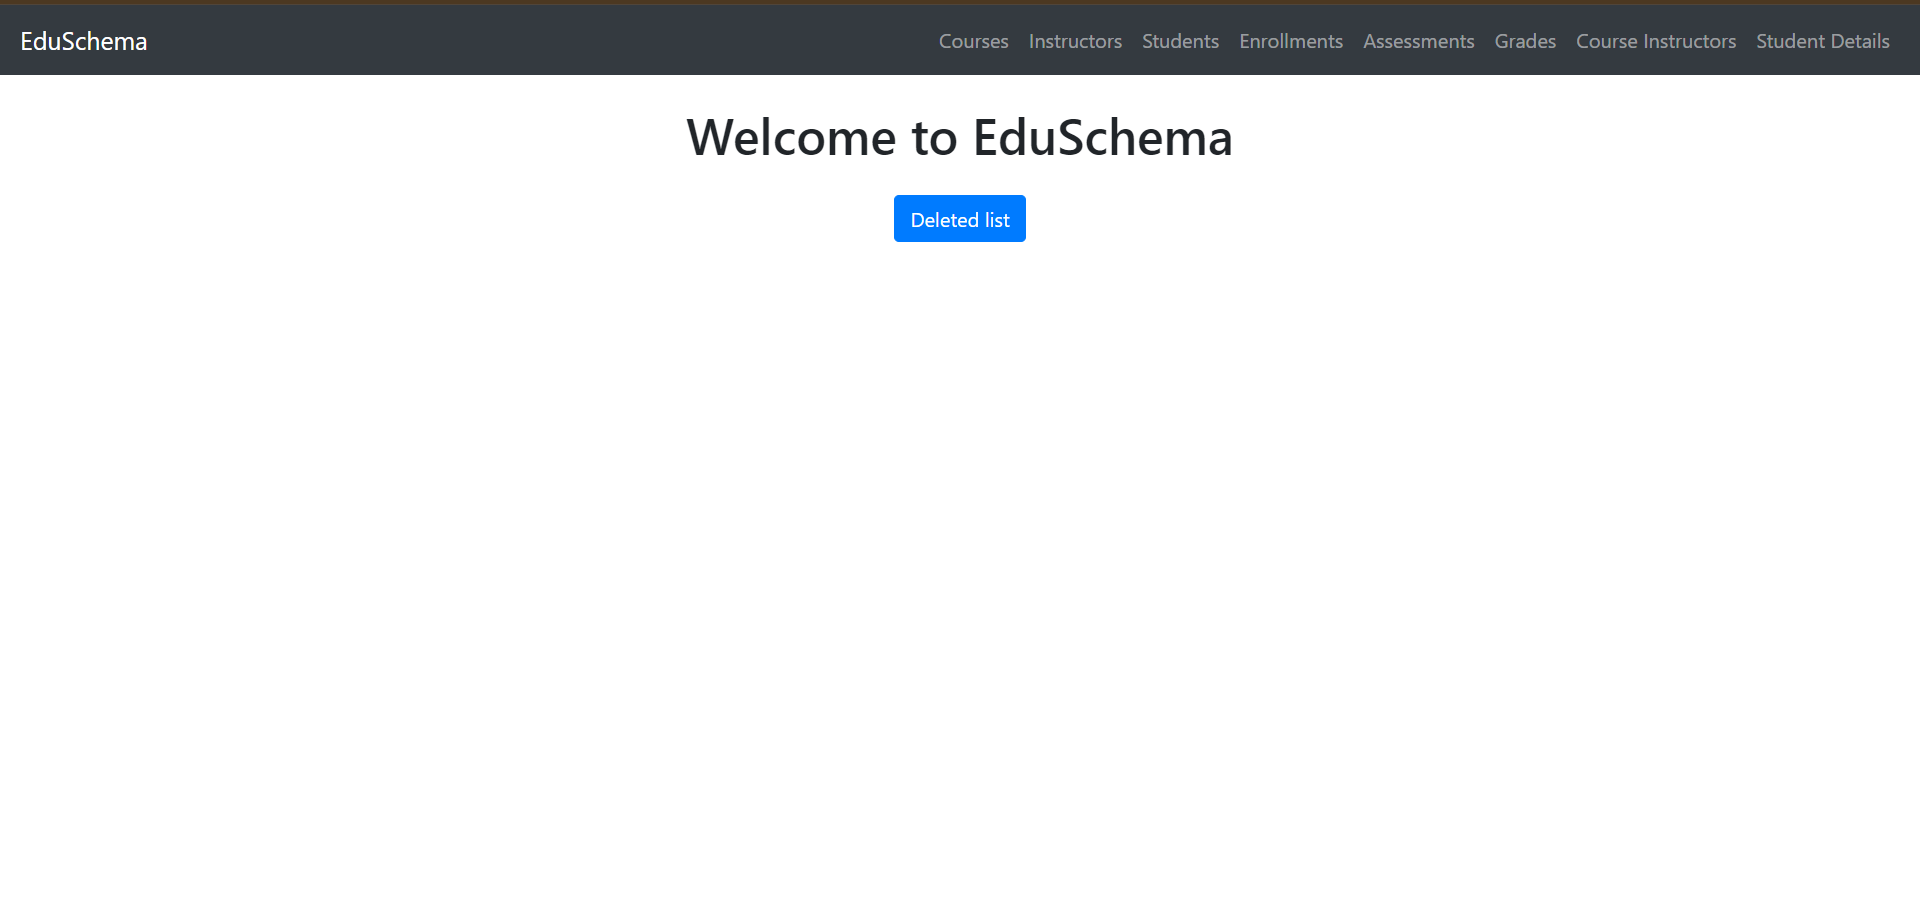 EduSchema Courses Instructors Students Enrollments Assessments Grades Course Instructors Student Details
Welcome to EduSchema
Deleted list